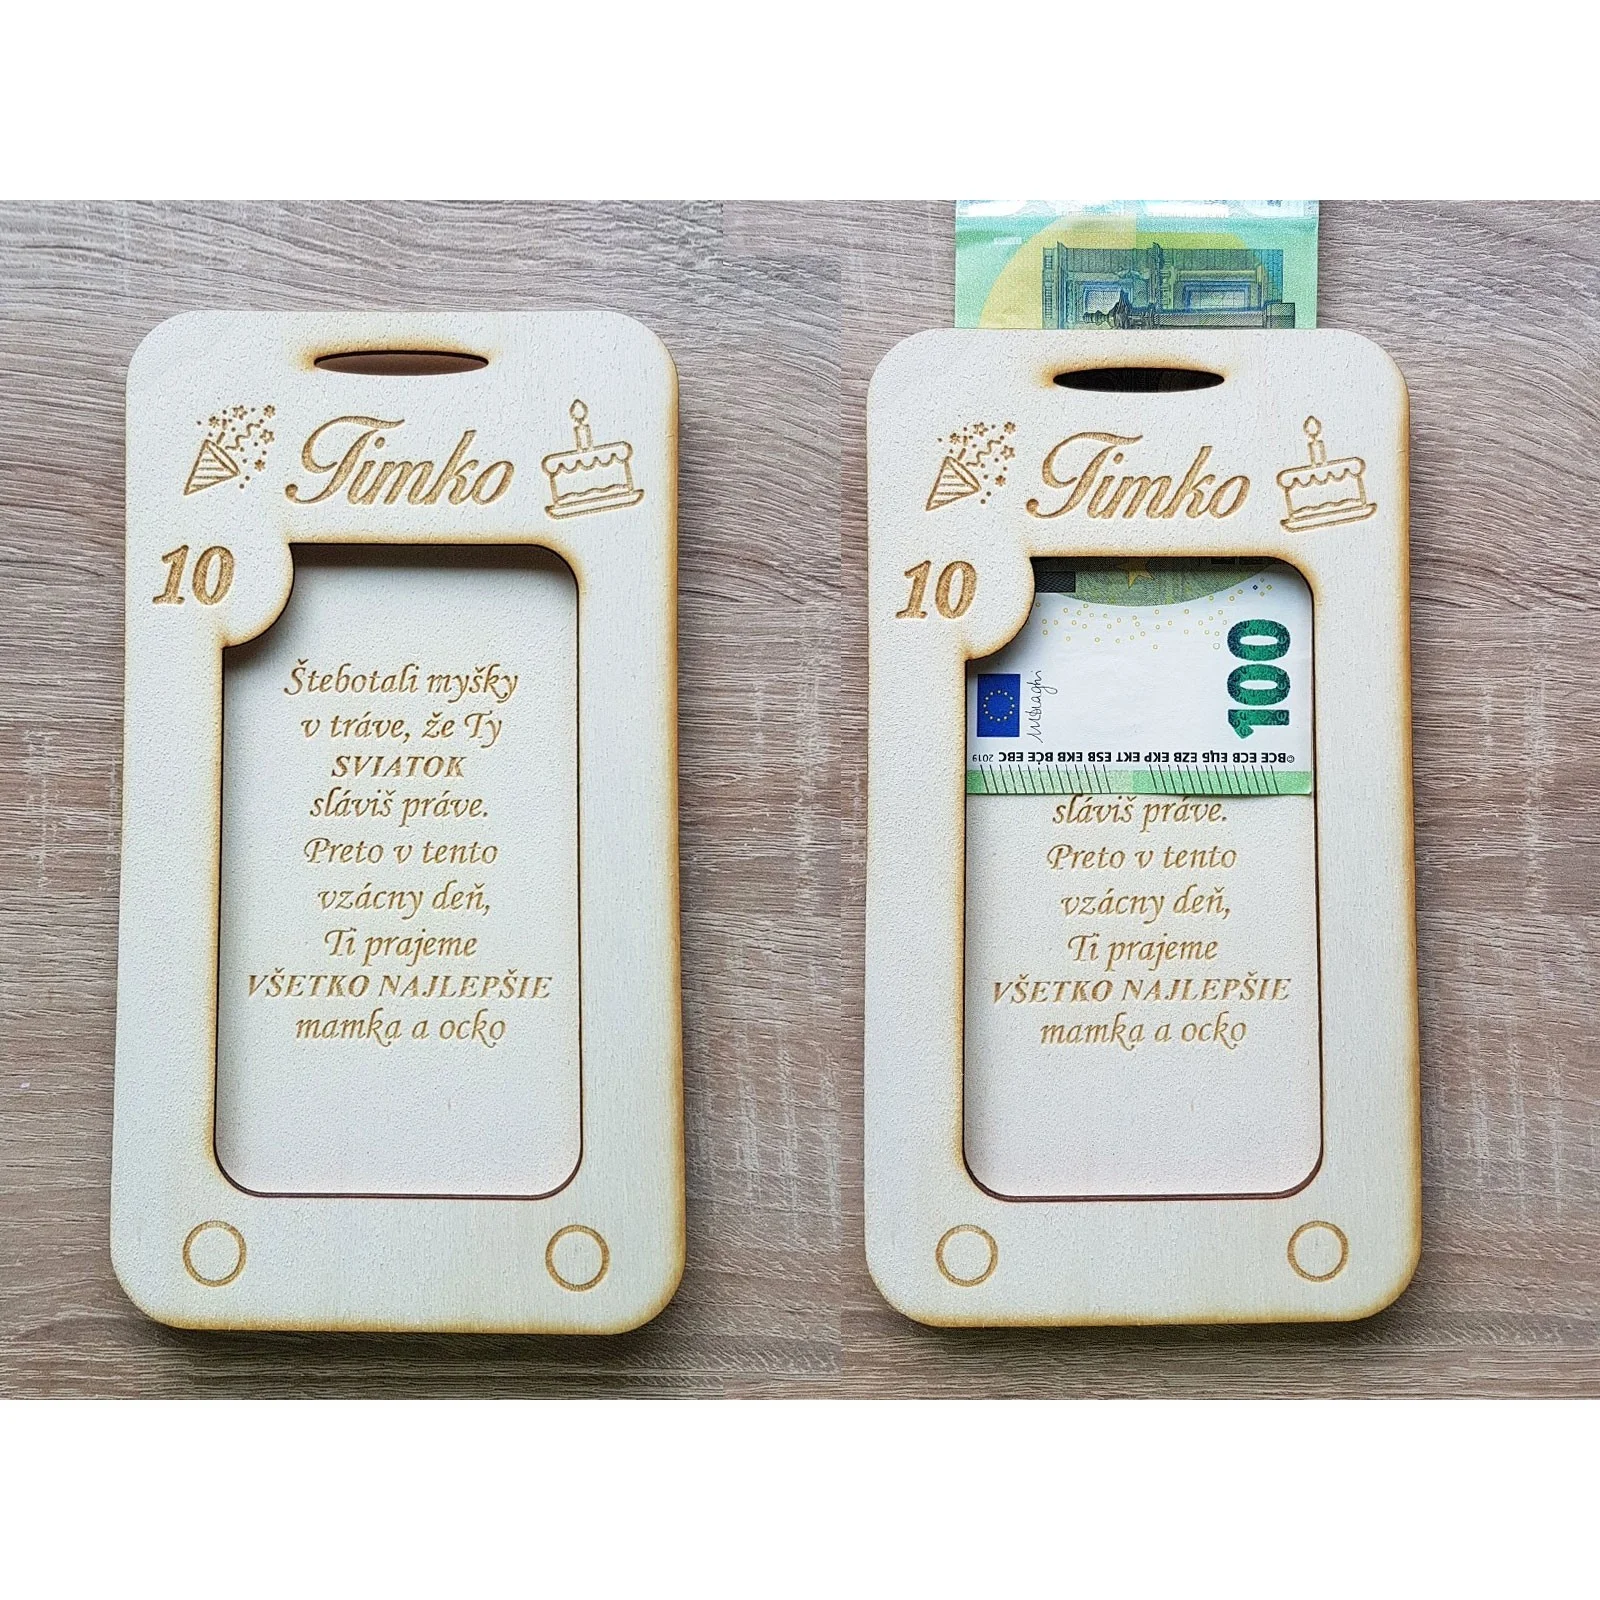 Timko
10
Štebotali myšky
v tráve, že Ty
SVIATOK
sláviš práve.
Preto v tento
vzácny deň,
Ti prajeme
VŠETKO NAJLEPŠIE
mamka a ocko
Timko
10
100
©BCE ECB ЕЦБ EZB EKP EKT ESB EKB BĊE EBC 2019
sláviš práve.
Preto v tento
vzácny deň,
Ti prajeme
VŠETKO NAJLEPŠIE
mamka a ocko